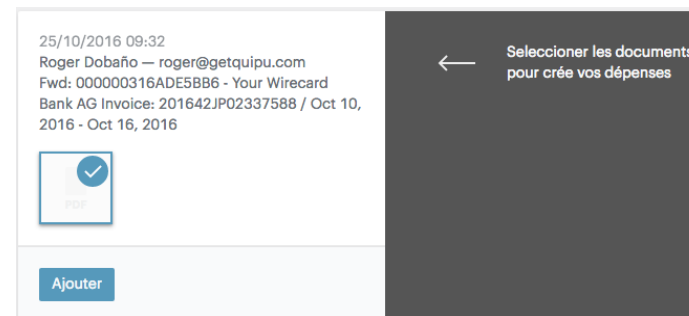 25/10/2016 09:32
Roger Dobaño — roger@getquipu.com
Fwd: 000000316ADE5BB6 - Your Wirecard
Bank AG Invoice: 201642JP02337588 / Oct 10,
2016 - Oct 16, 2016
PDF
Ajouter
Seleccioner les documents
pour crée vos dépenses